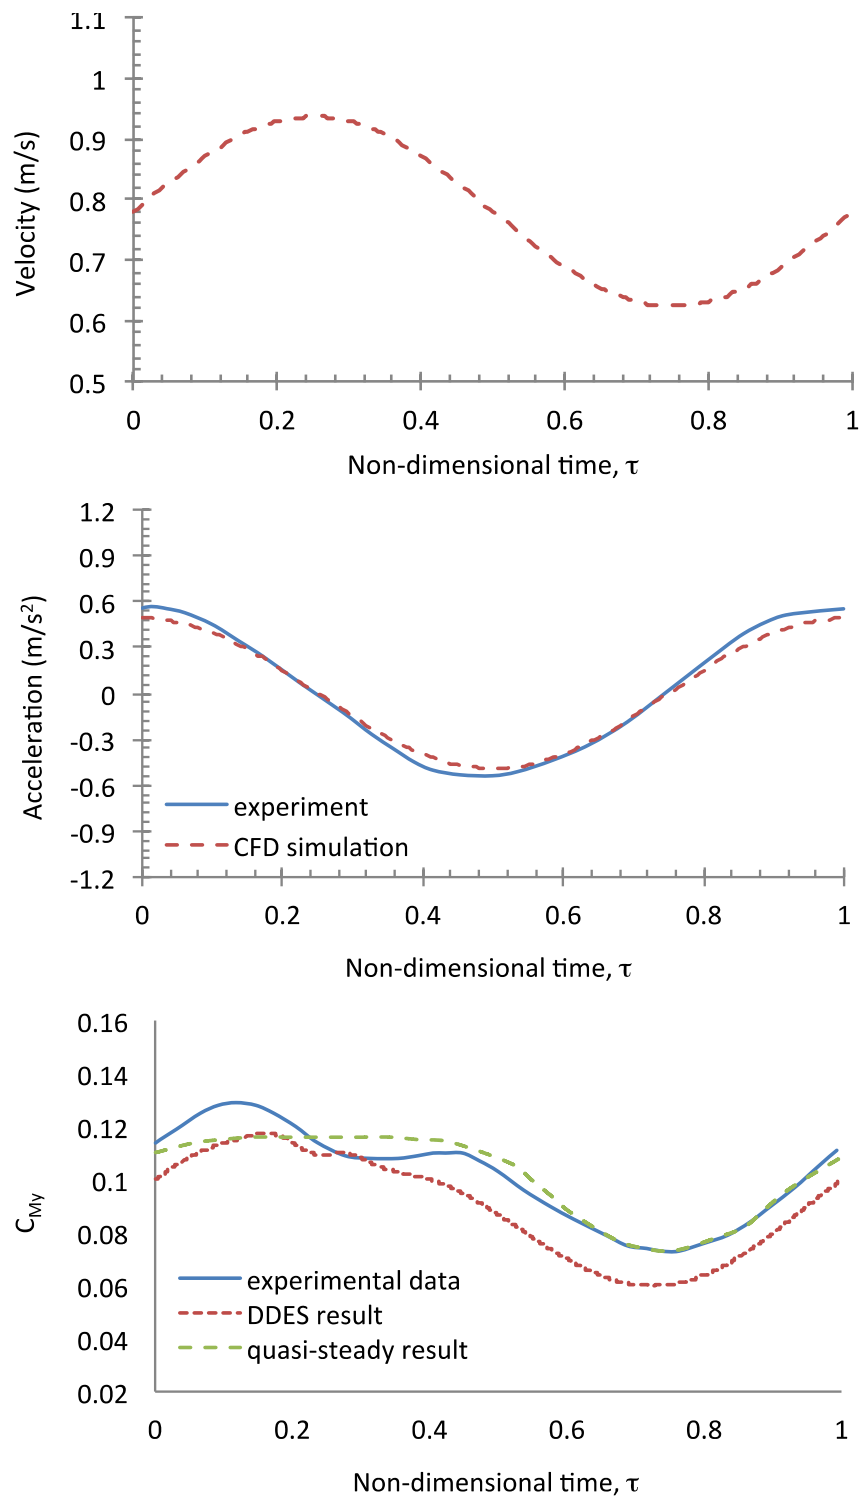 1.1
1
0.9
0.8
0.7
0.6
0.5
Velocity (m/s)
0 0.2 0.4 0.6 0.8 1
Non-dimensional time, τ
1.2
0.9
0.6
0.3
0
-0.3
-0.6
-0.9
-1.2
Acceleration (m/s²)
experiment
CFD simulation
0 0.2 0.4 0.6 0.8 1
Non-dimensional time, τ
0.16
0.14
0.12
0.1
0.08
0.06
0.04
0.02
CMy
experimental data
DDES result
quasi-steady result
0 0.2 0.4 0.6 0.8 1
Non-dimensional time, τ